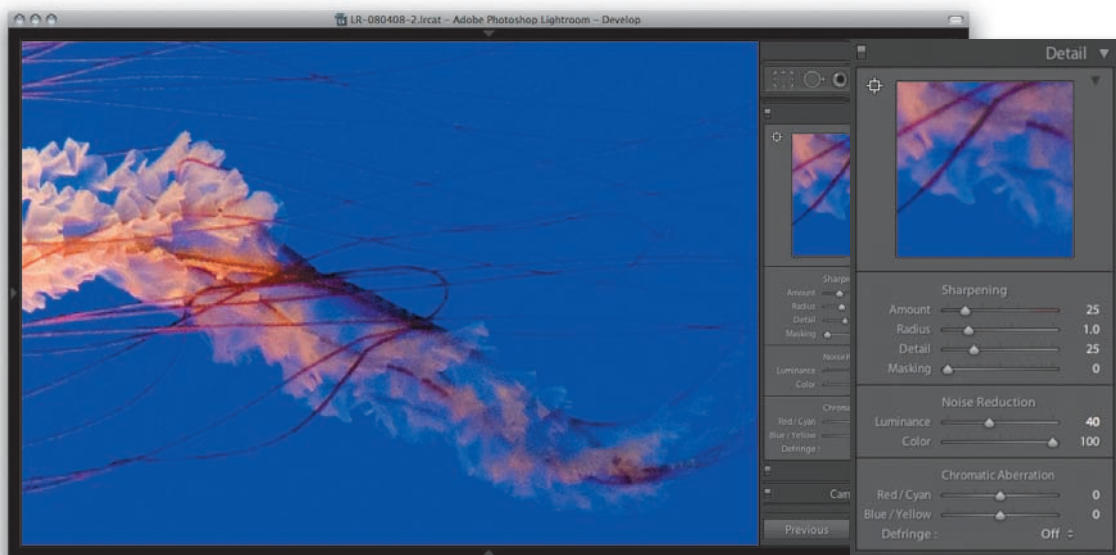 LR-080408-2.lrcat - Adobe Photoshop Lightroom - Develop
Sharpe
Amount
Radius
Detail
Masking
Noise R
Luminance
Color
Chroma
Red / Cyan
Blue / Yellow
Defringe :
Cam
Previous
Detail
Sharpening
Amount 25
Radius 1.0
Detail 25
Masking 0
Noise Reduction
Luminance 40
Color 100
Chromatic Aberration
Red / Cyan 0
Blue / Yellow 0
Defringe : Off